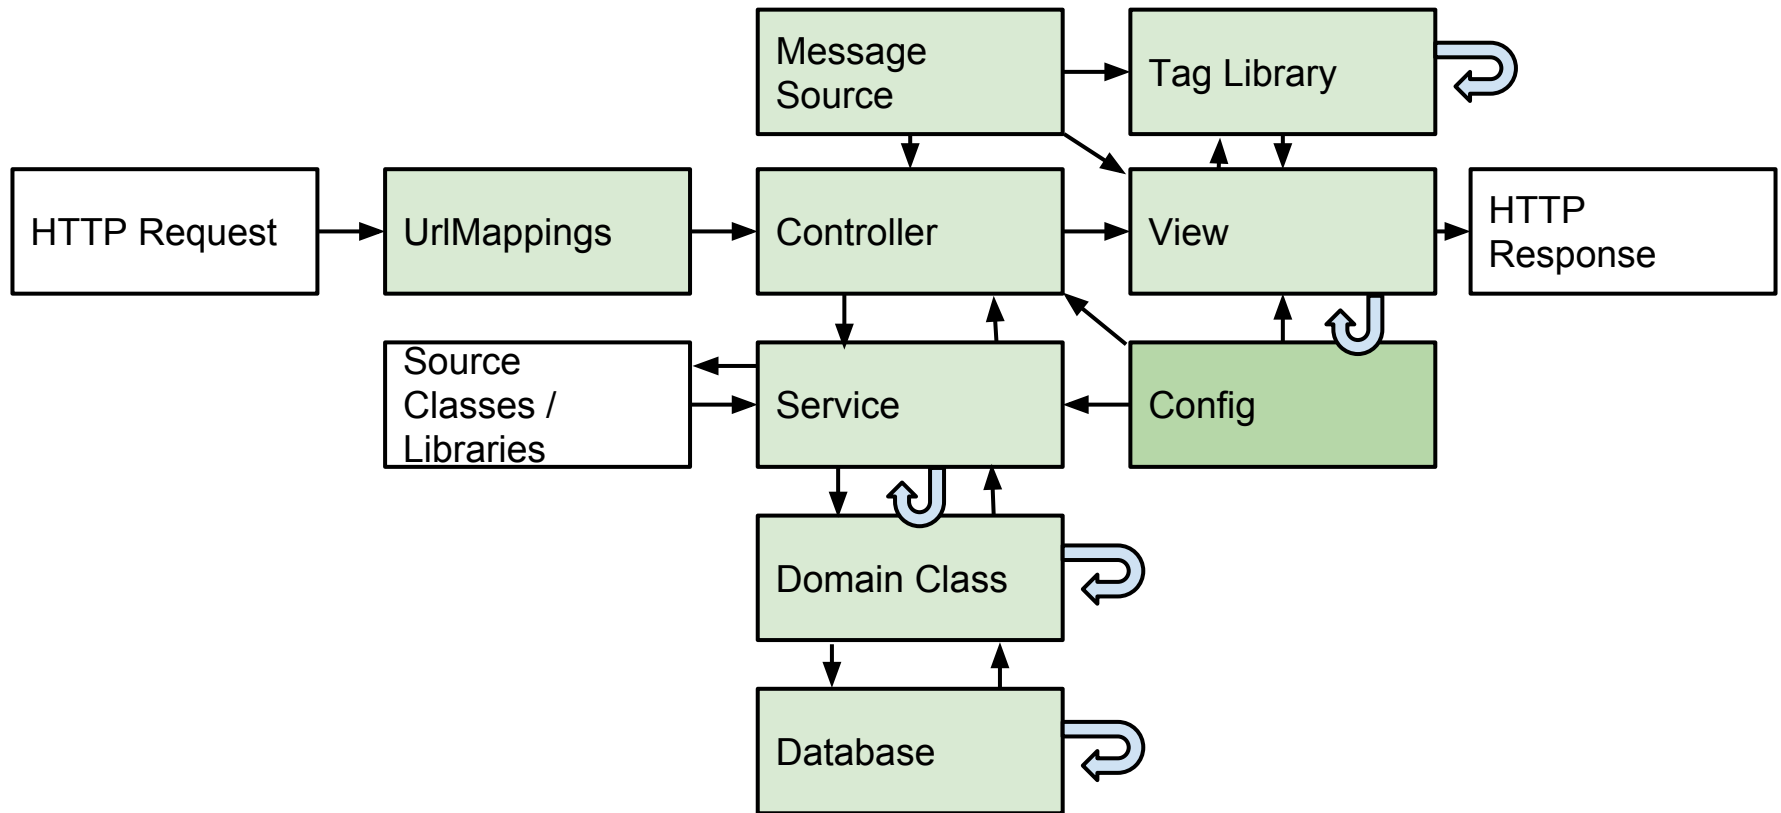 Message
Source
Tag Library
HTTP Request
UrlMappings
Controller
View
HTTP
Response
Source
Classes /
Libraries
Service
Config
Domain Class
Database